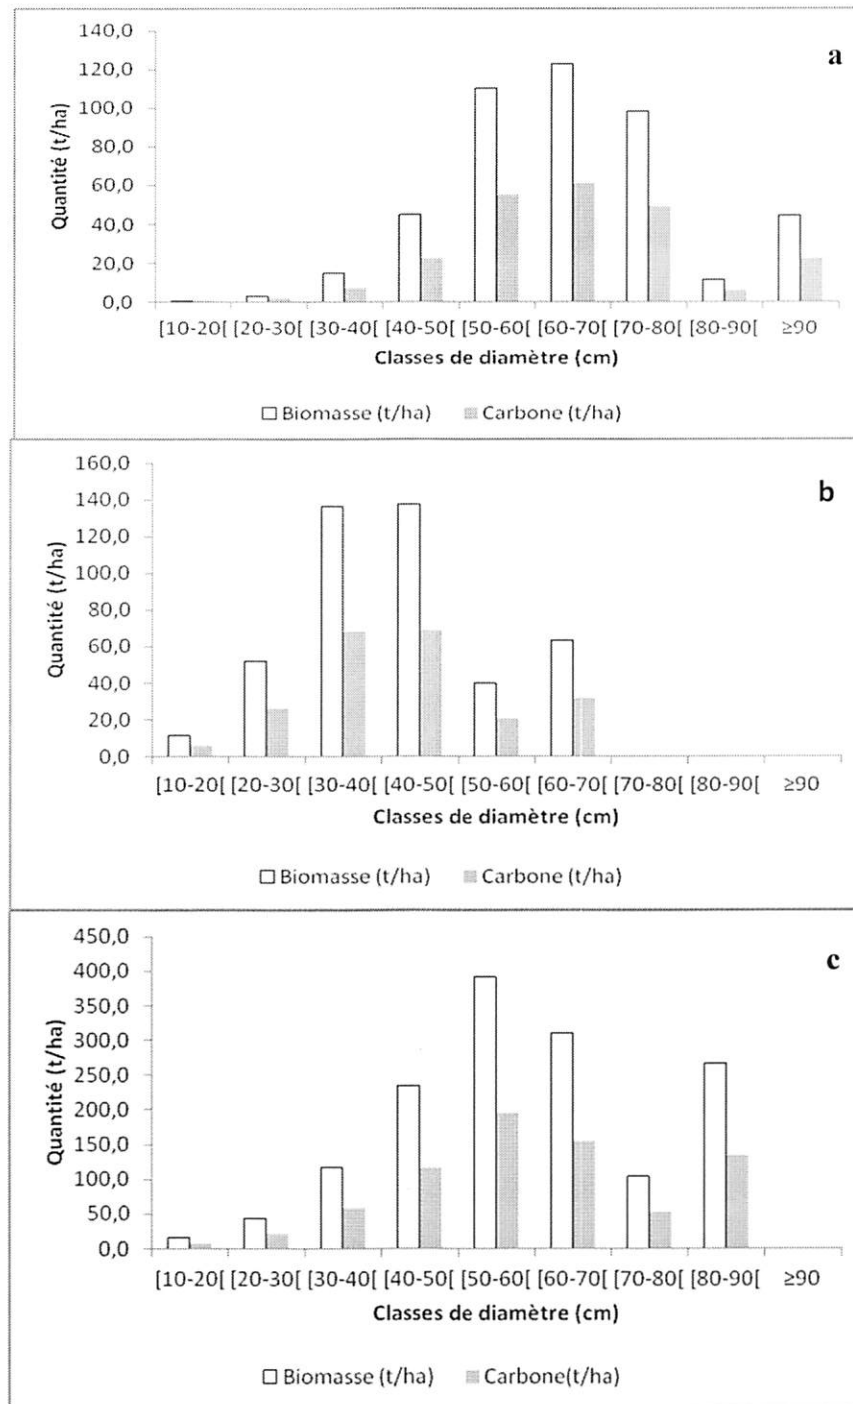 a
140,0
120,0
100,0
80,0
60,0
40,0
20,0
0,0
Quantité (t/ha)
[10-20[ [20-30[ [30-40[ [40-50[ [50-60[ [60-70[ [70-80[ [80-90[ ≥90
Classes de diamètre (cm)
Biomasse (t/ha) Carbone (t/ha)
b
160,0
140,0
120,0
100,0
80,0
60,0
40,0
20,0
0,0
Quantité (t/ha)
[10-20[ [20-30[ [30-40[ [40-50[ [50-60[ [60-70[ [70-80[ [80-90[ ≥90
Classes de diamètre (cm)
Biomasse (t/ha) Carbone (t/ha)
c
450,0
400,0
350,0
300,0
250,0
200,0
150,0
100,0
50,0
0,0
Quantité (t/ha)
[10-20[ [20-30[ [30-40[ [40-50[ [50-60[ [60-70[ [70-80[ [80-90[ ≥90
Classes de diamètre (cm)
Biomasse (t/ha) Carbone(t/ha)